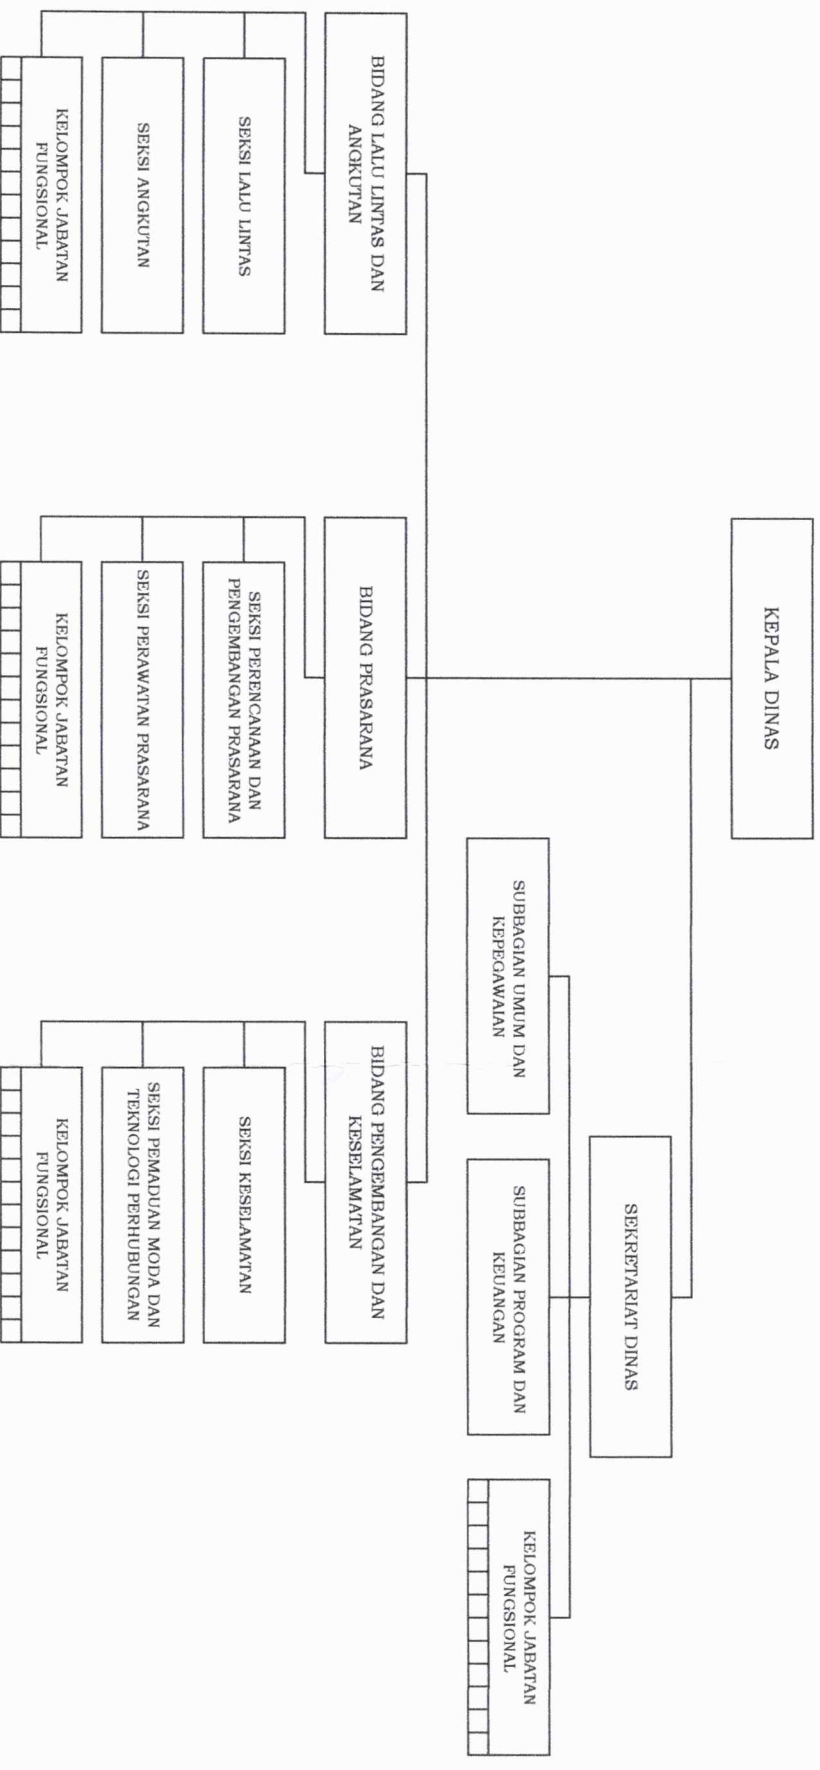 KEPALA DINAS
SEKRETARIAT DINAS
SUBBAGIAN UMUM DAN
KEPEGAWAIAN
SUBBAGIAN PROGRAM DAN
KEUANGAN
KELOMPOK JABATAN
FUNGSIONAL
BIDANG LALU LINTAS DAN
ANGKUTAN
SEKSI LALU LINTAS
SEKSI ANGKUTAN
KELOMPOK JABATAN
FUNGSIONAL
BIDANG PRASARANA
SEKSI PERENCANAAN DAN
PENGEMBANGAN PRASARANA
SEKSI PERAWATAN PRASARANA
KELOMPOK JABATAN
FUNGSIONAL
BIDANG PENGEMBANGAN DAN
KESELAMATAN
SEKSI KESELAMATAN
SEKSI PEMADUAN MODA DAN
TEKNOLOGI PERHUBUNGAN
KELOMPOK JABATAN
FUNGSIONAL